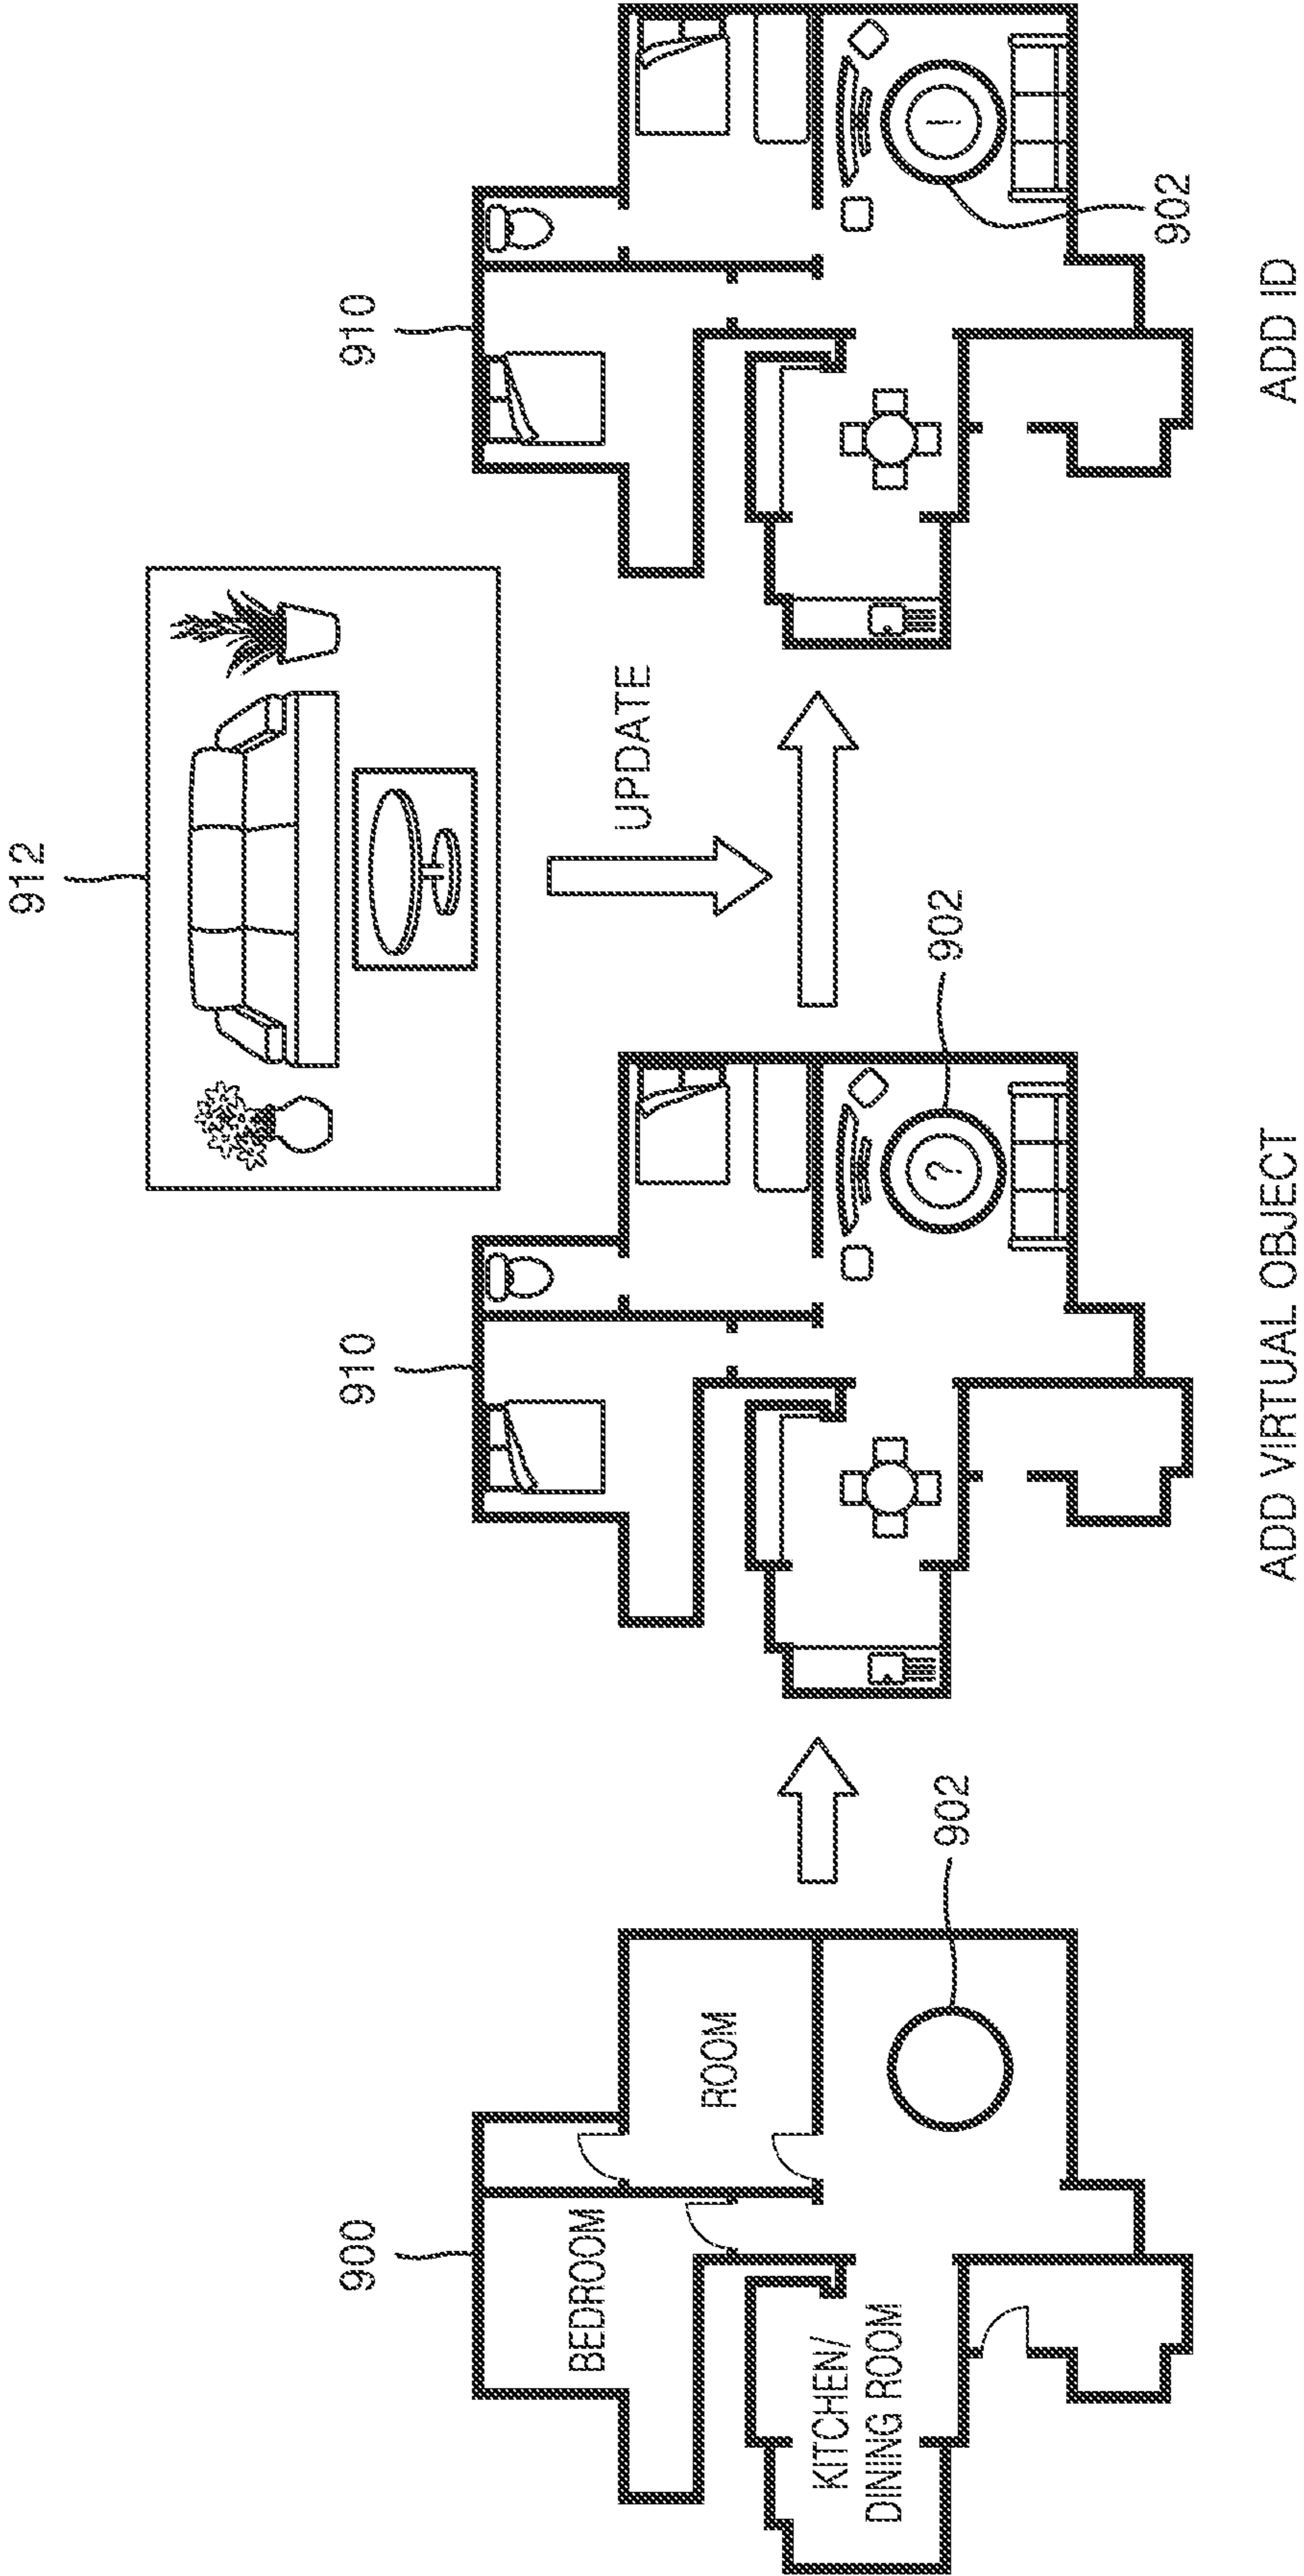 912
900
910
910
BEDROOM
ROOM
UPDATE
KITCHEN/
DINING ROOM
902
902
?
!
902
ADD VIRTUAL OBJECT
ADD ID